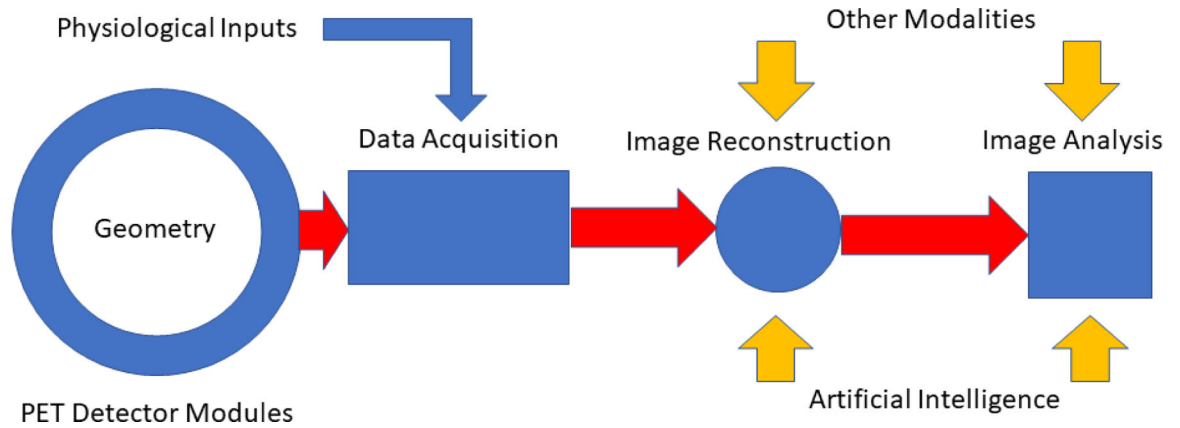 Physiological Inputs
Other Modalities
Data Acquisition
Image Reconstruction
Image Analysis
Geometry
PET Detector Modules
Artificial Intelligence